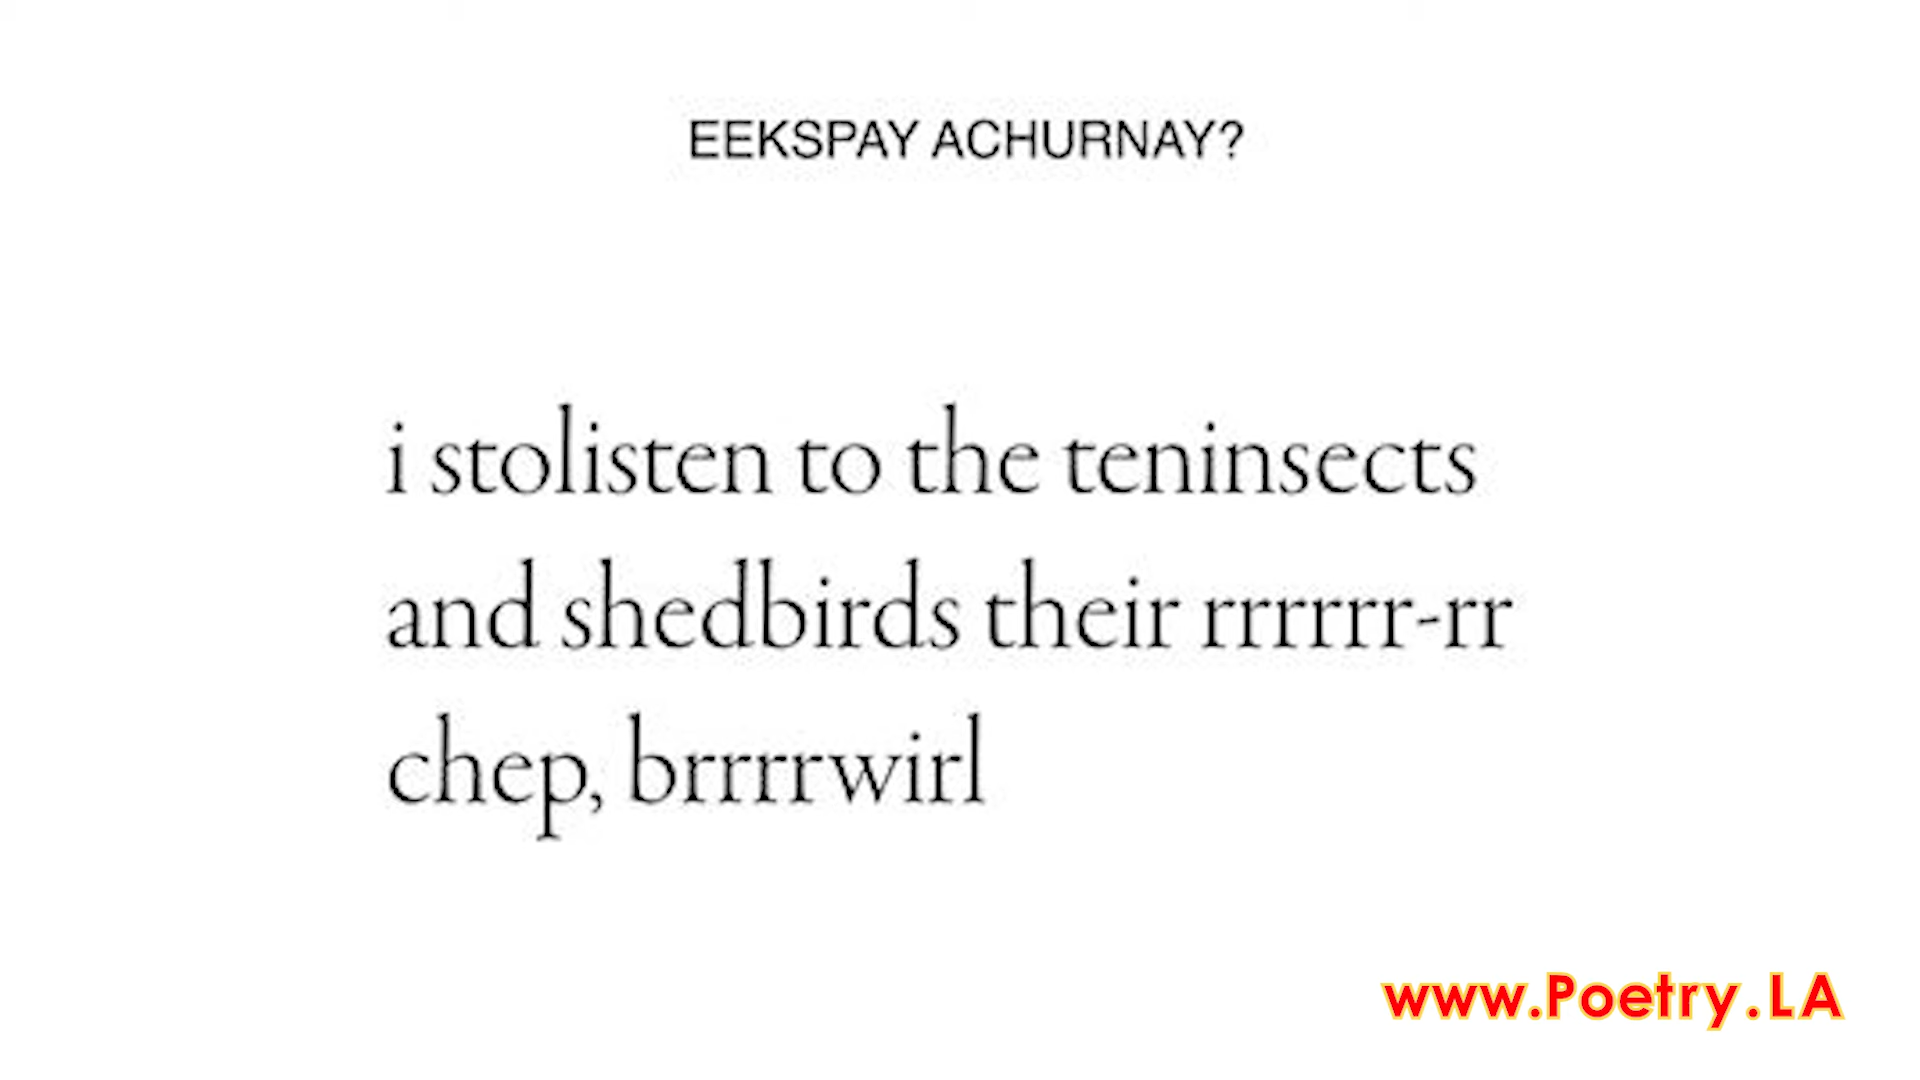 EEKSPAY ACHURNAY?
i stolisten to the teninsects
and shedbirds their rrrrrr-rr
chep, brrrrwirl
www.Poetry.LA